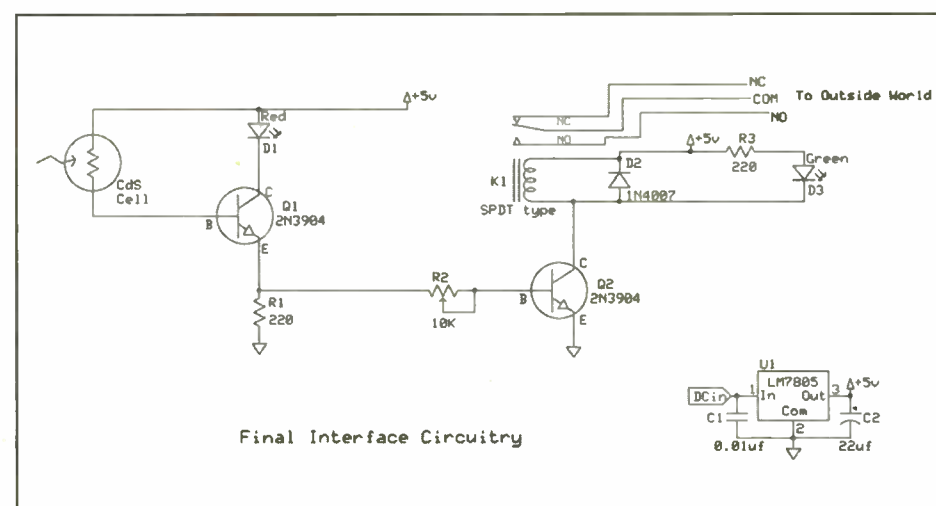 +5v
Red
D1
CdS
Cell
C
B
Q1
2N3904
E
R1
220
R2
10K
NC
COM
NO
To Outside World
NC
NO
K1
SPDT type
D2
1N4007
+5v
R3
220
Green
D3
C
B
Q2
2N3904
E
U1
LM7805
DCin
1
In
Out
3
+5v
Com
2
C1
0.01uf
C2
22uf
Final Interface Circuitry